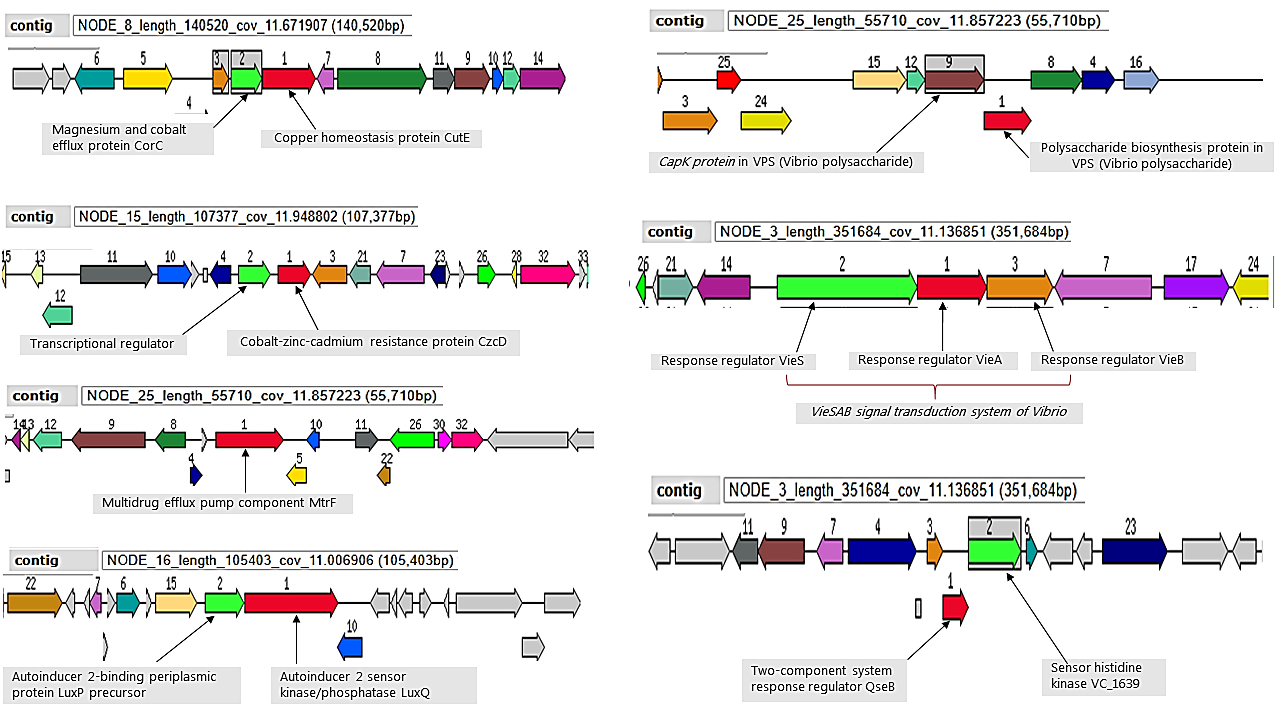 contig NODE_8_length_140520_cov_11.671907 (140,520bp)
6 5 3 2 1 7 8 11 9 10 12 14
4
Magnesium and cobalt
efflux protein CorC
Copper homeostasis protein CutE
contig NODE_15_length_107377_cov_11.948802 (107,377bp)
15 13 11 10 4 2 1 3 21 7 23 26 28 32 33
12
Transcriptional regulator
Cobalt-zinc-cadmium resistance protein CzcD
contig NODE_25_length_55710_cov_11.857223 (55,710bp)
14 13 12 9 8 1 10 11 26 30 32
4 5 22
Multidrug efflux pump component MtrF
contig NODE_16_length_105403_cov_11.006906 (105,403bp)
22 7 6 15 2 1
10
Autoinducer 2-binding periplasmic
protein LuxP precursor
Autoinducer 2 sensor
kinase/phosphatase LuxQ
contig NODE_25_length_55710_cov_11.857223 (55,710bp)
25 15 12 9 8 4 16
3 24 1
CapK protein in VPS (Vibrio polysaccharide)
Polysaccharide biosynthesis protein in
VPS (Vibrio polysaccharide)
contig NODE_3_length_351684_cov_11.136851 (351,684bp)
21 14 2 1 3 7 17 24
Response regulator VieS
Response regulator VieA
Response regulator VieB
VieSAB signal transduction system of Vibrio
contig NODE_3_length_351684_cov_11.136851 (351,684bp)
11 9 7 4 3 2 6 23
1
Two-component system
response regulator QseB
Sensor histidine
kinase VC_1639